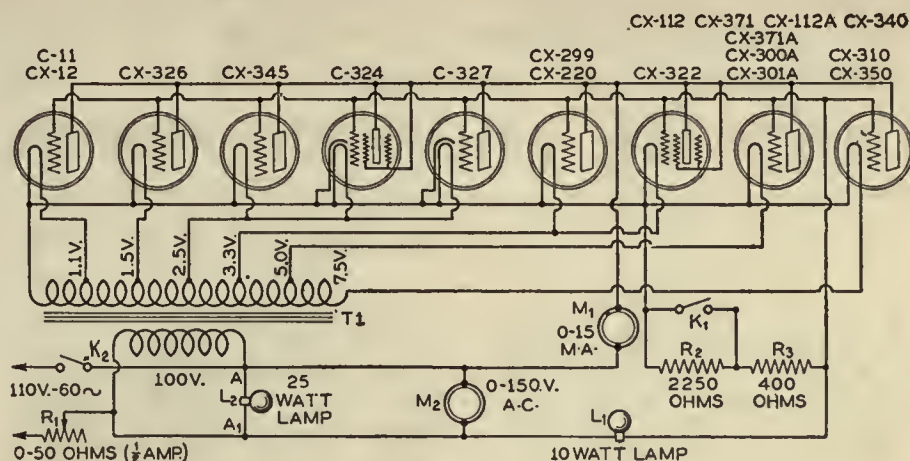 CX-112 CX-371 CX-112A CX-340
CX-371A
C-11 CX-299 CX-300A CX-310
CX-12 CX-326 CX-345 C-324 C-327 CX-220 CX-322 CX-301A CX-350
1.1V.
1.5V.
2.5V.
3.3V.
5.0V.
7.5V.
T1
M1
0-15
M.A.
K1
R2
2250
OHMS
R3
400
OHMS
K2
110V.-60~
100V.
A
L2
25
WATT
LAMP
A1
M2
0-150.V.
A.C.
L1
10 WATT LAMP
R1
0-50 OHMS (½ AMP.)